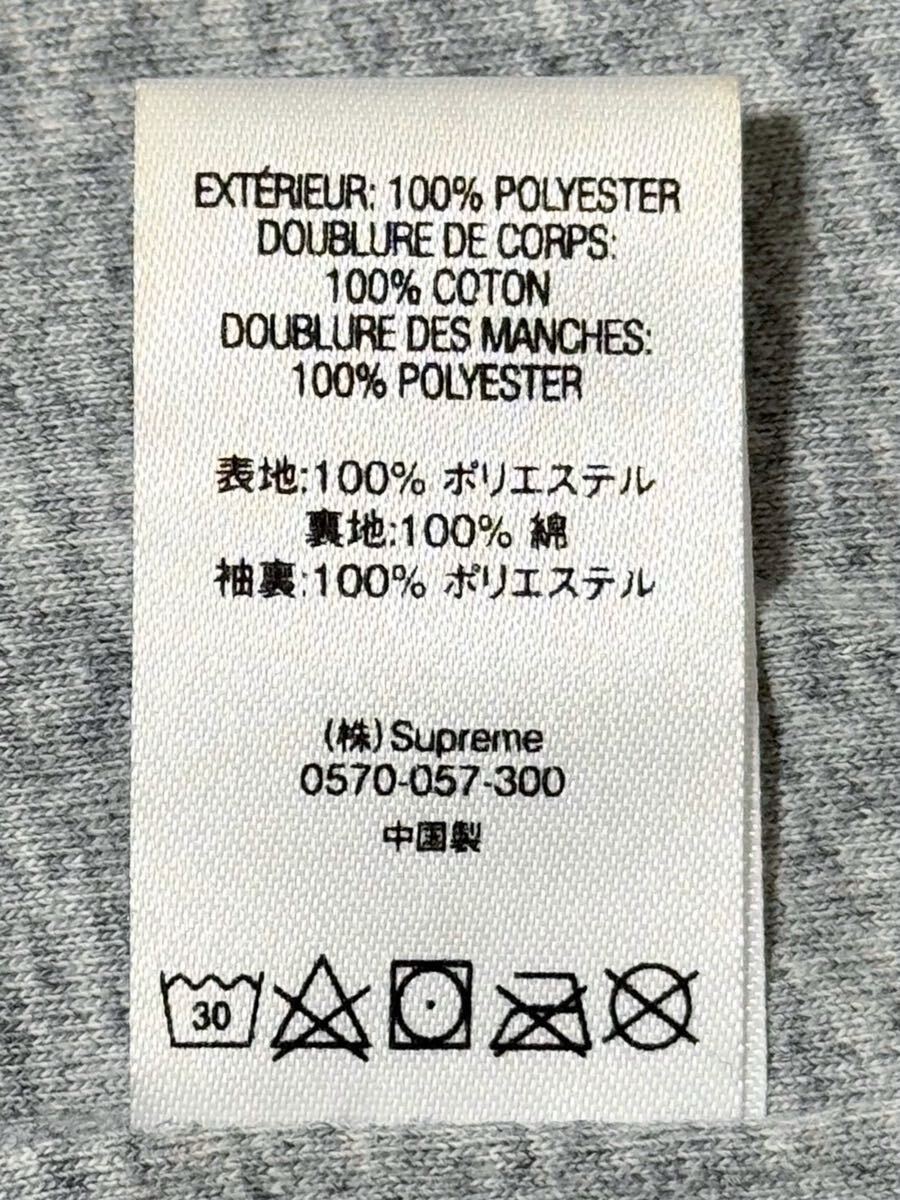 EXTÉRIEUR: 100% POLYESTER
DOUBLURE DE CORPS:
100% COTON
DOUBLURE DES MANCHES:
100% POLYESTER
表地:100% ポリエステル
裏地:100% 綿
袖裏:100% ポリエステル
(株)Supreme
0570-057-300
中国製
30